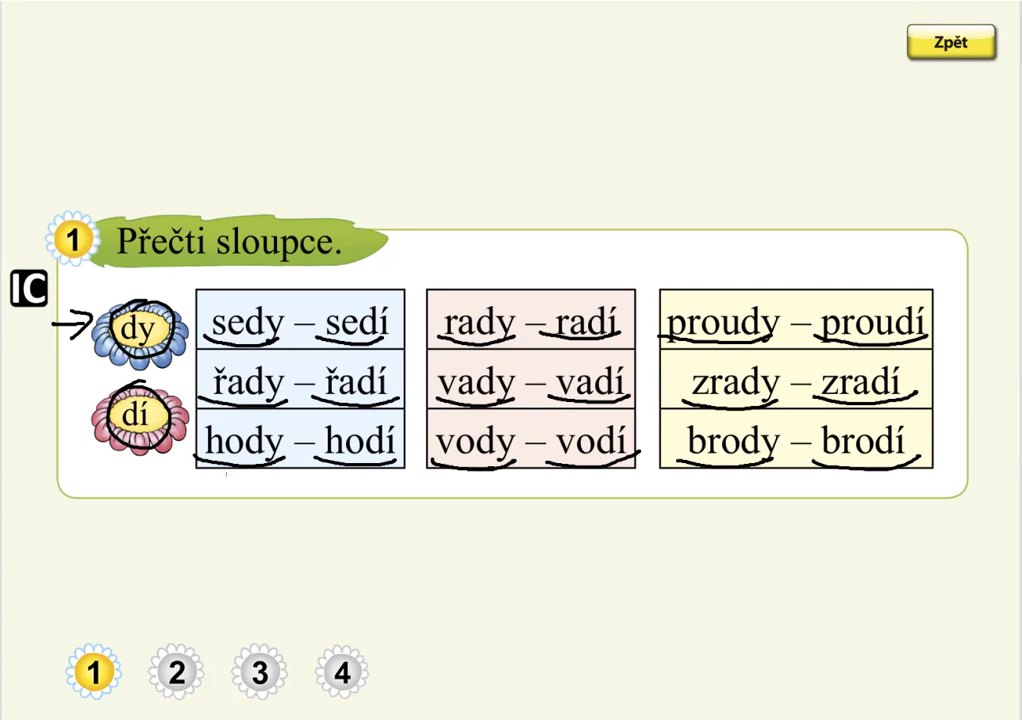 Zpět
1 Přečti sloupce.
IC
dy
dí
sedy – sedí
řady – řadí
hody – hodí
rady – radí
vady – vadí
vody – vodí
proudy – proudí
zrady – zradí
brody – brodí
1 2 3 4